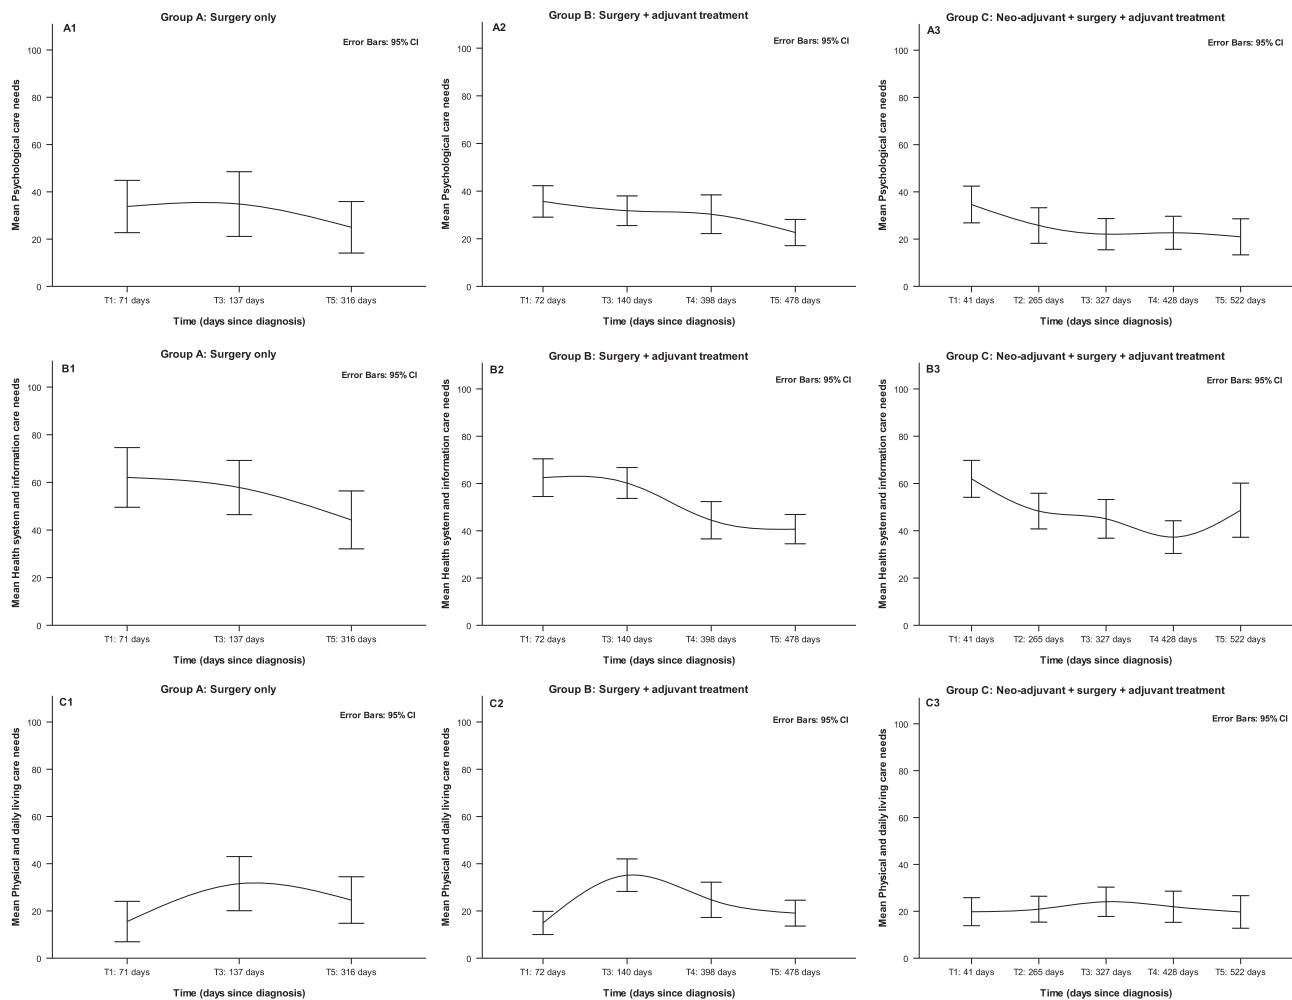 Group A: Surgery only
A1
Error Bars: 95% CI
Mean Psychological care needs
100
80
60
40
20
0
T1: 71 days
T3: 137 days
T5: 316 days
Time (days since diagnosis)
Group B: Surgery + adjuvant treatment
A2
Error Bars: 95% CI
Mean Psychological care needs
100
80
60
40
20
0
T1: 72 days
T3: 140 days
T4: 398 days
T5: 478 days
Time (days since diagnosis)
Group C: Neo-adjuvant + surgery + adjuvant treatment
A3
Error Bars: 95% CI
Mean Psychological care needs
100
80
60
40
20
0
T1: 41 days
T2: 265 days
T3: 327 days
T4: 428 days
T5: 522 days
Time (days since diagnosis)
Group A: Surgery only
B1
Error Bars: 95% CI
Mean Health system and information care needs
100
80
60
40
20
0
T1: 71 days
T3: 137 days
T5: 316 days
Time (days since diagnosis)
Group B: Surgery + adjuvant treatment
B2
Error Bars: 95% CI
Mean Health system and information care needs
100
80
60
40
20
0
T1: 72 days
T3: 140 days
T4: 398 days
T5: 478 days
Time (days since diagnosis)
Group C: Neo-adjuvant + surgery + adjuvant treatment
B3
Error Bars: 95% CI
Mean Health system and information care needs
100
80
60
40
20
0
T1: 41 days
T2: 265 days
T3: 327 days
T4 428 days
T5: 522 days
Time (days since diagnosis)
Group A: Surgery only
C1
Error Bars: 95% CI
Mean Physical and daily living care needs
100
80
60
40
20
0
T1: 71 days
T3: 137 days
T5: 316 days
Time (days since diagnosis)
Group B: Surgery + adjuvant treatment
C2
Error Bars: 95% CI
Mean Physical and daily living care needs
100
80
60
40
20
0
T1: 72 days
T3: 140 days
T4: 398 days
T5: 478 days
Time (days since diagnosis)
Group C: Neo-adjuvant + surgery + adjuvant treatment
C3
Error Bars: 95% CI
Mean Physical and daily living care needs
100
80
60
40
20
0
T1: 41 days
T2: 265 days
T3: 327 days
T4: 428 days
T5: 522 days
Time (days since diagnosis)